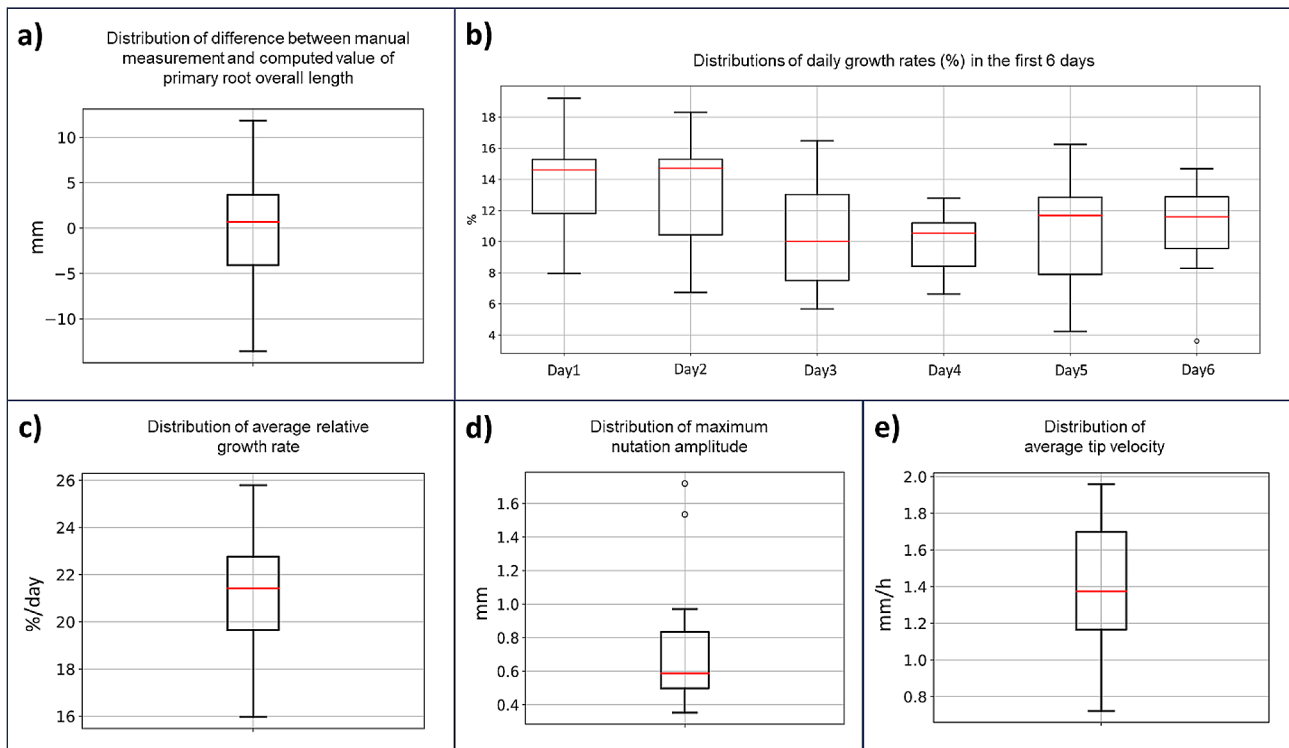 a)
Distribution of difference between manual
measurement and computed value of
primary root overall length
10
5
0
−5
−10
mm
b)
Distributions of daily growth rates (%) in the first 6 days
18
16
14
12
10
8
6
4
%
Day1 Day2 Day3 Day4 Day5 Day6
c)
Distribution of average relative
growth rate
26
24
22
20
18
16
%/day
d)
Distribution of maximum
nutation amplitude
1.6
1.4
1.2
1.0
0.8
0.6
0.4
mm
e)
Distribution of
average tip velocity
2.0
1.8
1.6
1.4
1.2
1.0
0.8
mm/h